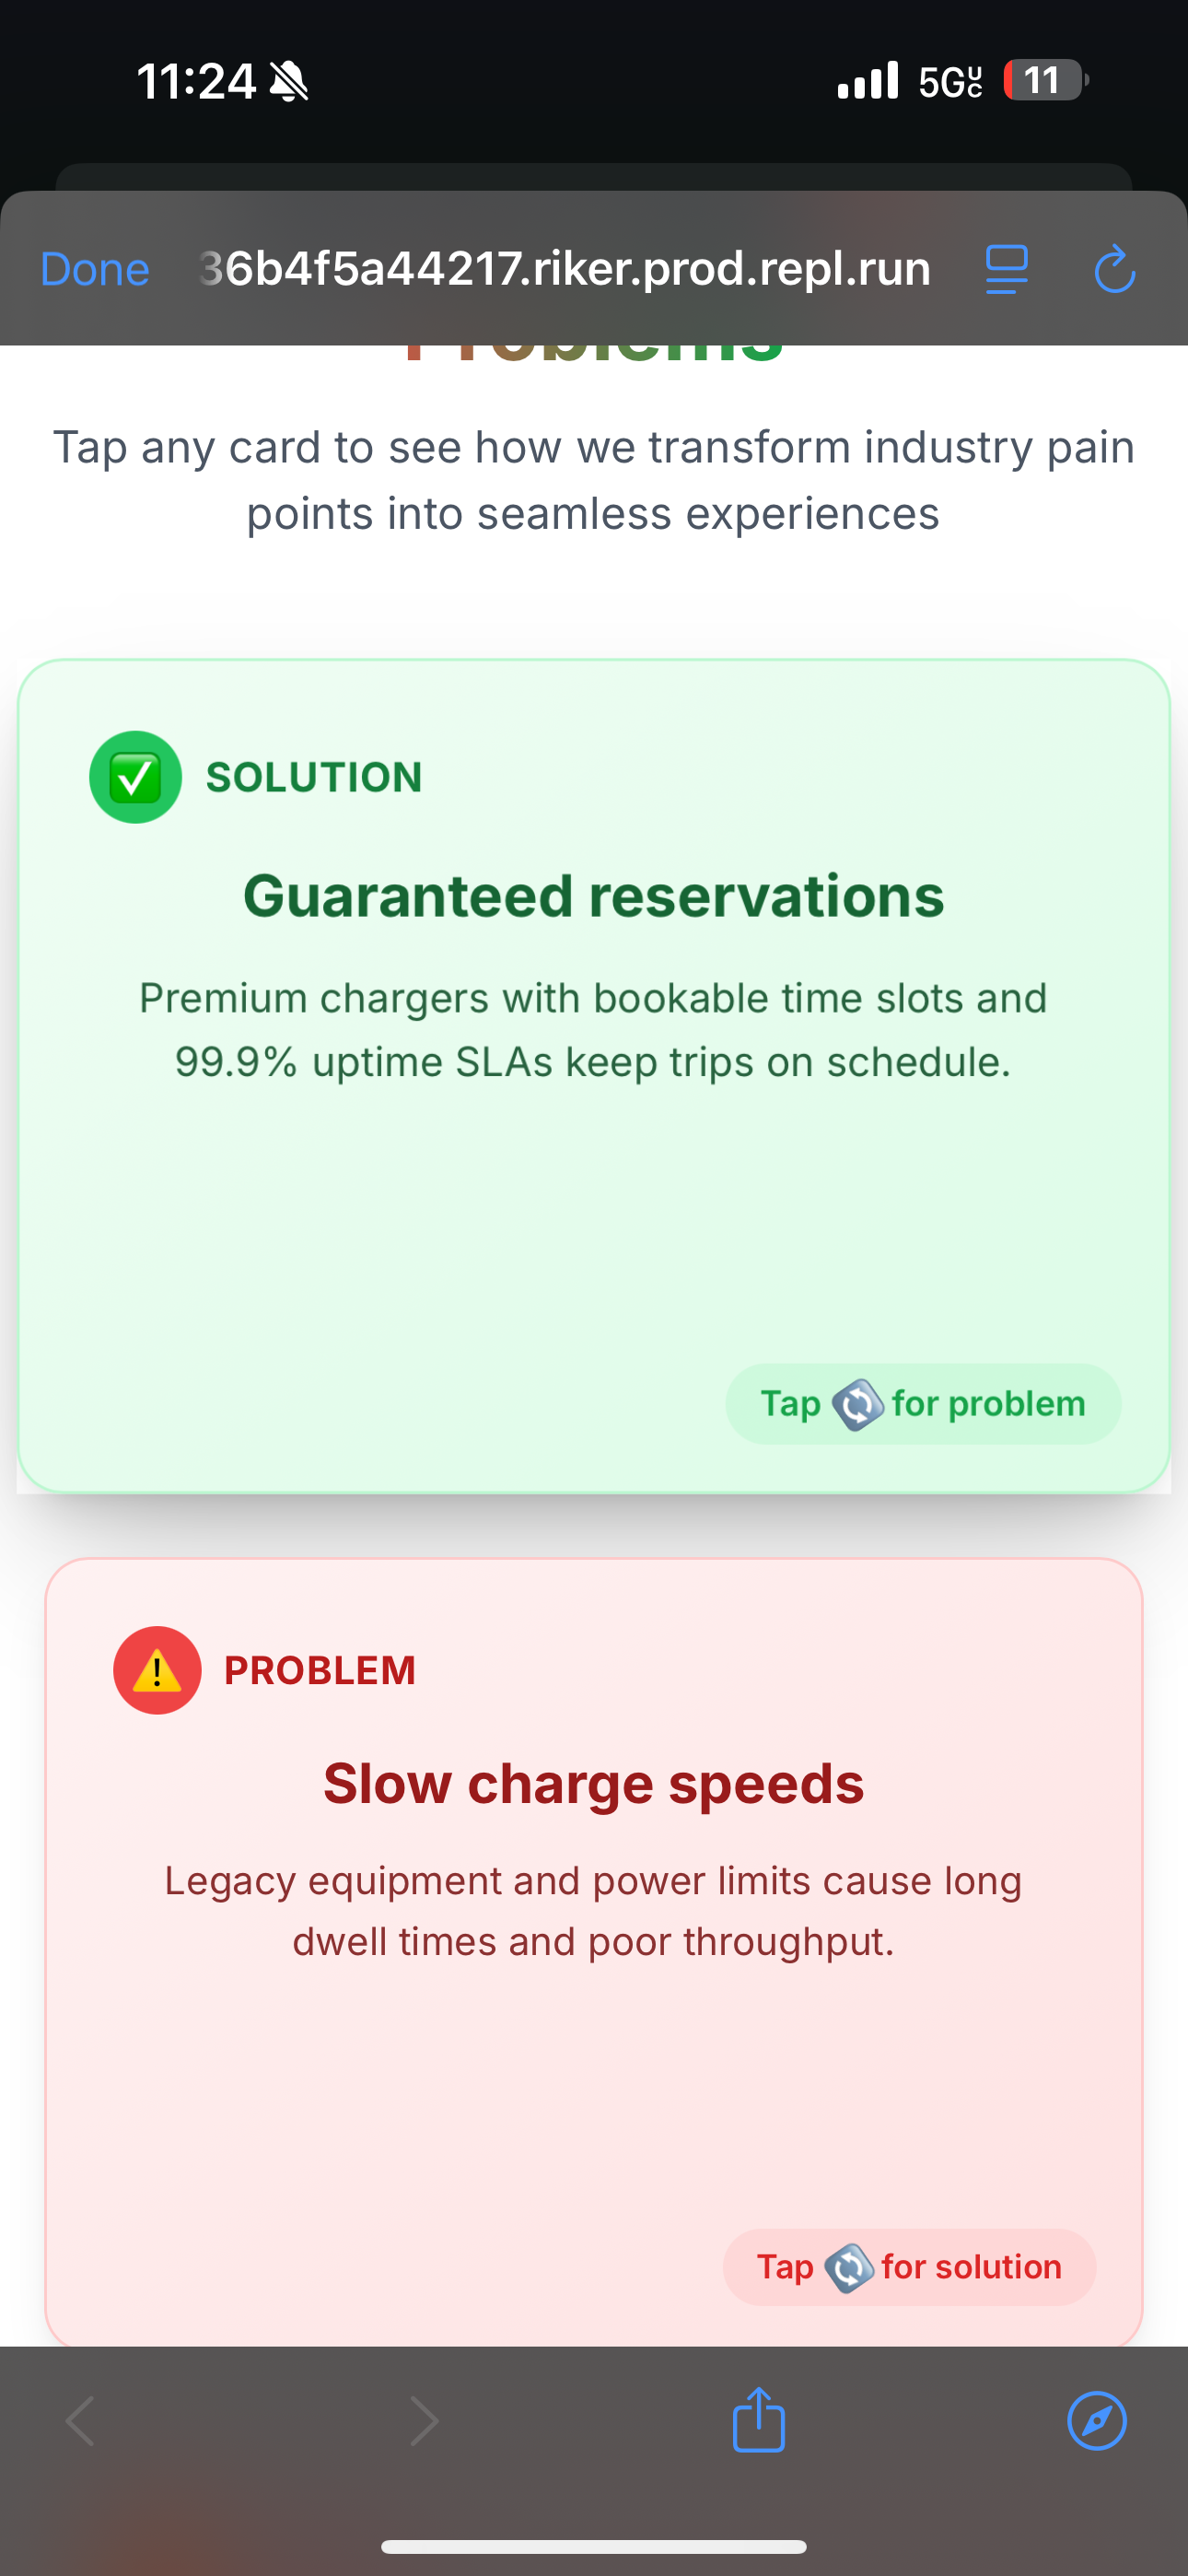 11:24
5G UC
11
Done
36b4f5a44217.riker.prod.repl.run
Problems
Tap any card to see how we transform industry pain
points into seamless experiences
SOLUTION
Guaranteed reservations
Premium chargers with bookable time slots and
99.9% uptime SLAs keep trips on schedule.
Tap for problem
PROBLEM
Slow charge speeds
Legacy equipment and power limits cause long
dwell times and poor throughput.
Tap for solution